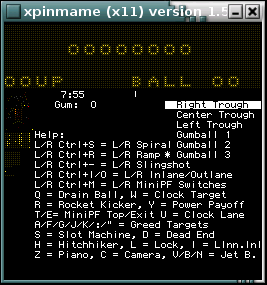 xpinmame (x11) version 1.5
00000000
OOUP BALL 00
7:55 !
Gum: 0 Right Trough
Center Trough
Left Trough
Help: Gumball 1
L/R Ctrl+S = L/R Spiral Gumball 2
L/R Ctrl+R = L/R Ramp * Gumball 3
L/R Ctrl+- = L/R Slingshot
L/R Ctrl+I/O = L/R Inlane/Outlane
L/R Ctrl+M = L/R MiniPF Switches
Q = Drain Ball, W = Clock Target
R = Rocket Kicker, Y = Power Payoff
T/E= MiniPF Top/Exit U = Clock Lane
A/F/G/J/K/:/" = Greed Targets
S = Slot Machine, D = Dead End
H = Hitchhiker, L = Lock, I = LInn.Inl
Z = Piano, C = Camera, V/B/N = Jet B.